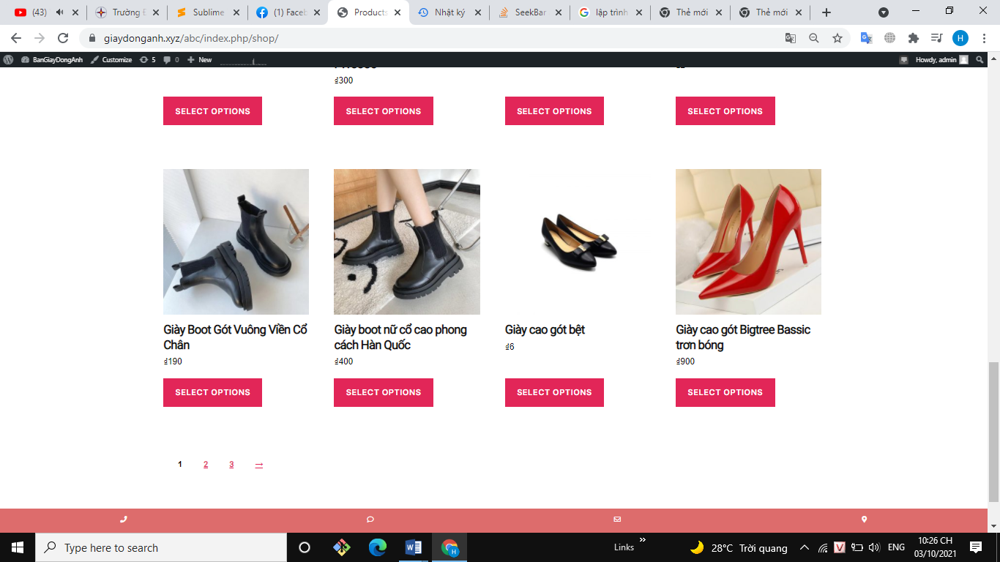 (43)
Trường Đ
Sublime
(1) Faceb
Products
Nhật ký
SeekBar
lập trình
Thẻ mới
Thẻ mới
giaydonganh.xyz/abc/index.php/shop/
H
BanGiayDongAnh
Customize
5
0
New
Howdy, admin
₫300
SELECT OPTIONS
SELECT OPTIONS
SELECT OPTIONS
SELECT OPTIONS
Giày Boot Gót Vuông Viền Cổ
Chân
₫190
SELECT OPTIONS
Giày boot nữ cổ cao phong
cách Hàn Quốc
₫400
SELECT OPTIONS
Giày cao gót bệt
₫6
SELECT OPTIONS
Giày cao gót Bigtree Bassic
trơn bóng
₫900
SELECT OPTIONS
1 2 3 →
Type here to search
Links
28°C Trời quang
ENG
10:26 CH
03/10/2021